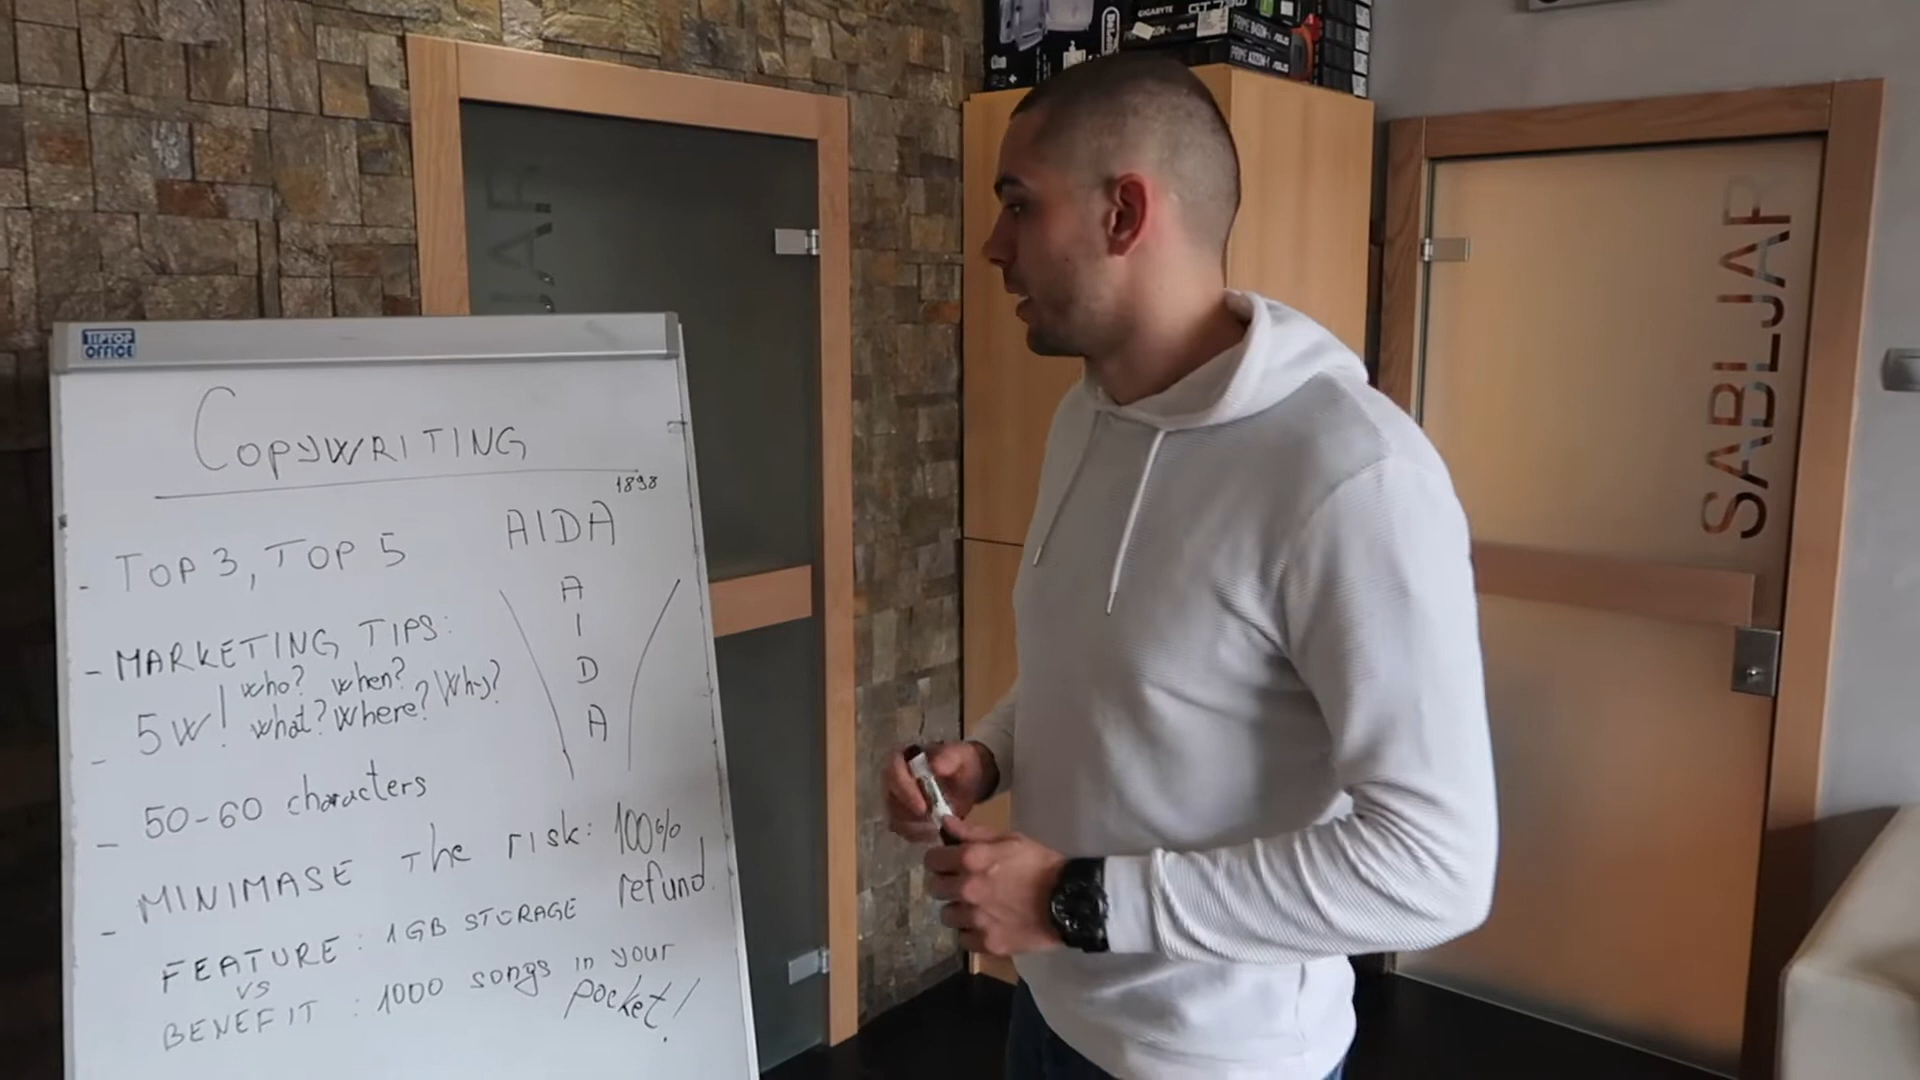 TIPTOP
OFFICE
COPYWRITING
1898
- TOP 3, TOP 5
- MARKETING TIPS:
- 5W! who? when?
what? Where? Why?
- 50-60 characters
- MINIMASE The risk: 100%
refund.
FEATURE: 1GB STORAGE
VS
BENEFIT: 1000 songs in your
pocket!
AIDA
A
I
D
A
GIGABYTE
SABLJAR